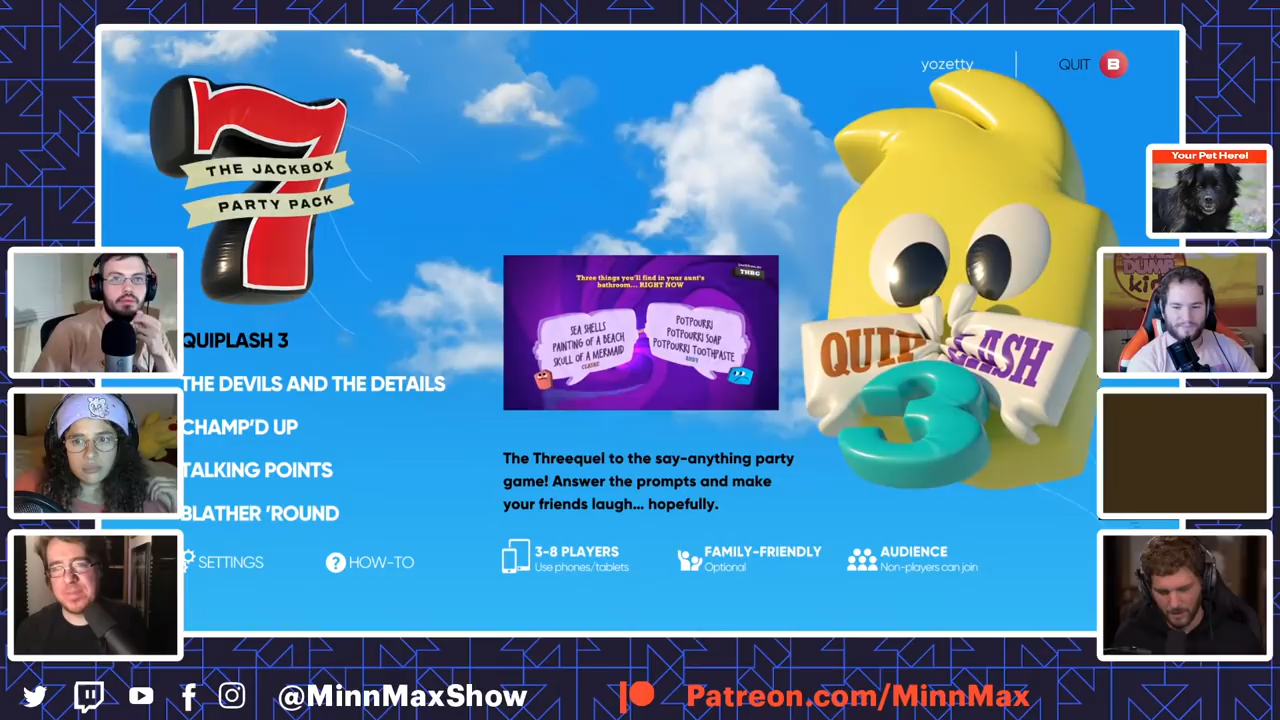 yozetty
QUIT B
THE JACKBOX
PARTY PACK
7
Your Pet Here!
Three things you'll find in your aunt's
bathroom... RIGHT NOW
THRG
SEA SHELLS
PAINTING OF A BEACH
SKULL OF A MERMAID
CLAIRE
POTPOURRI
POTPOURRI SOAP
POTPOURRI TOOTHPASTE
ANDY
QUIPLASH
3
QUIPLASH 3
THE DEVILS AND THE DETAILS
CHAMP'D UP
TALKING POINTS
BLATHER 'ROUND
The Threequel to the say-anything party
game! Answer the prompts and make
your friends laugh... hopefully.
SETTINGS
? HOW-TO
3-8 PLAYERS
Use phones/tablets
FAMILY-FRIENDLY
Optional
AUDIENCE
Non-players can join
@MinnMaxShow
Patreon.com/MinnMax